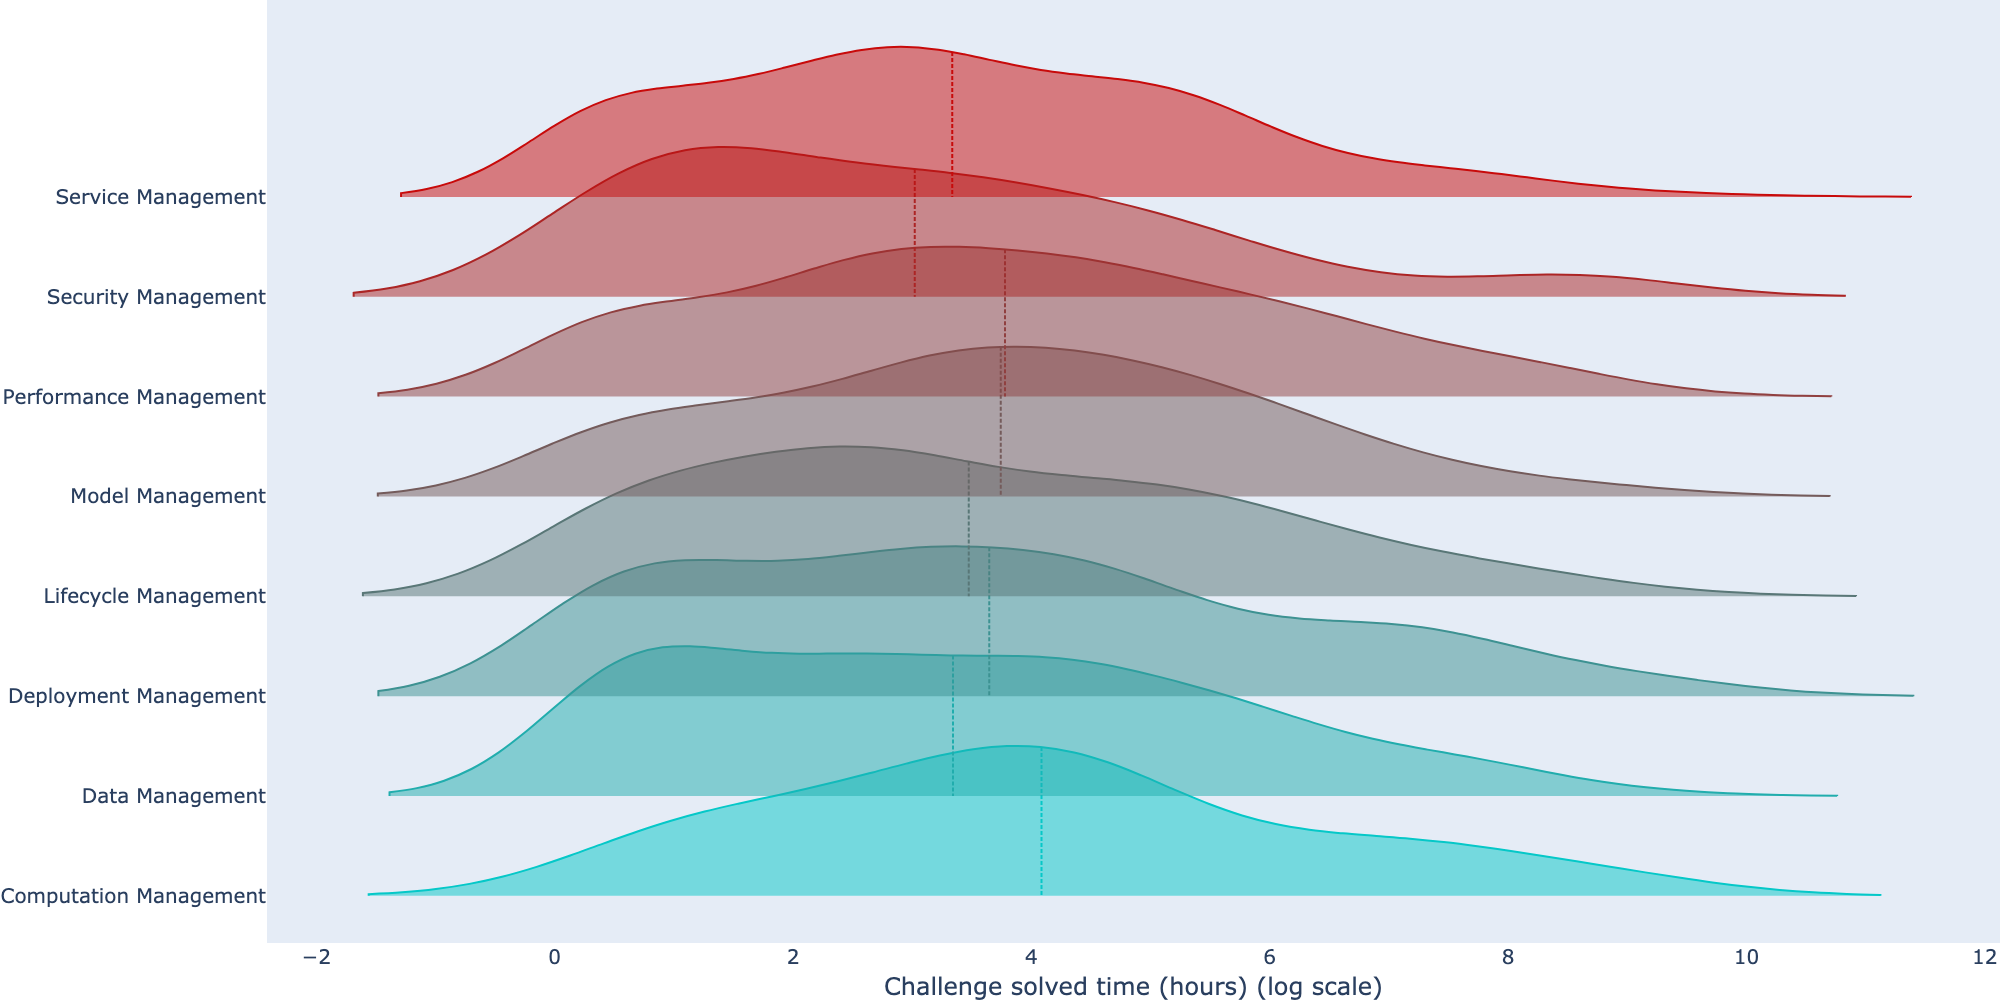 Service Management
Security Management
Performance Management
Model Management
Lifecycle Management
Deployment Management
Data Management
Computation Management
−2 0 2 4 6 8 10 12
Challenge solved time (hours) (log scale)